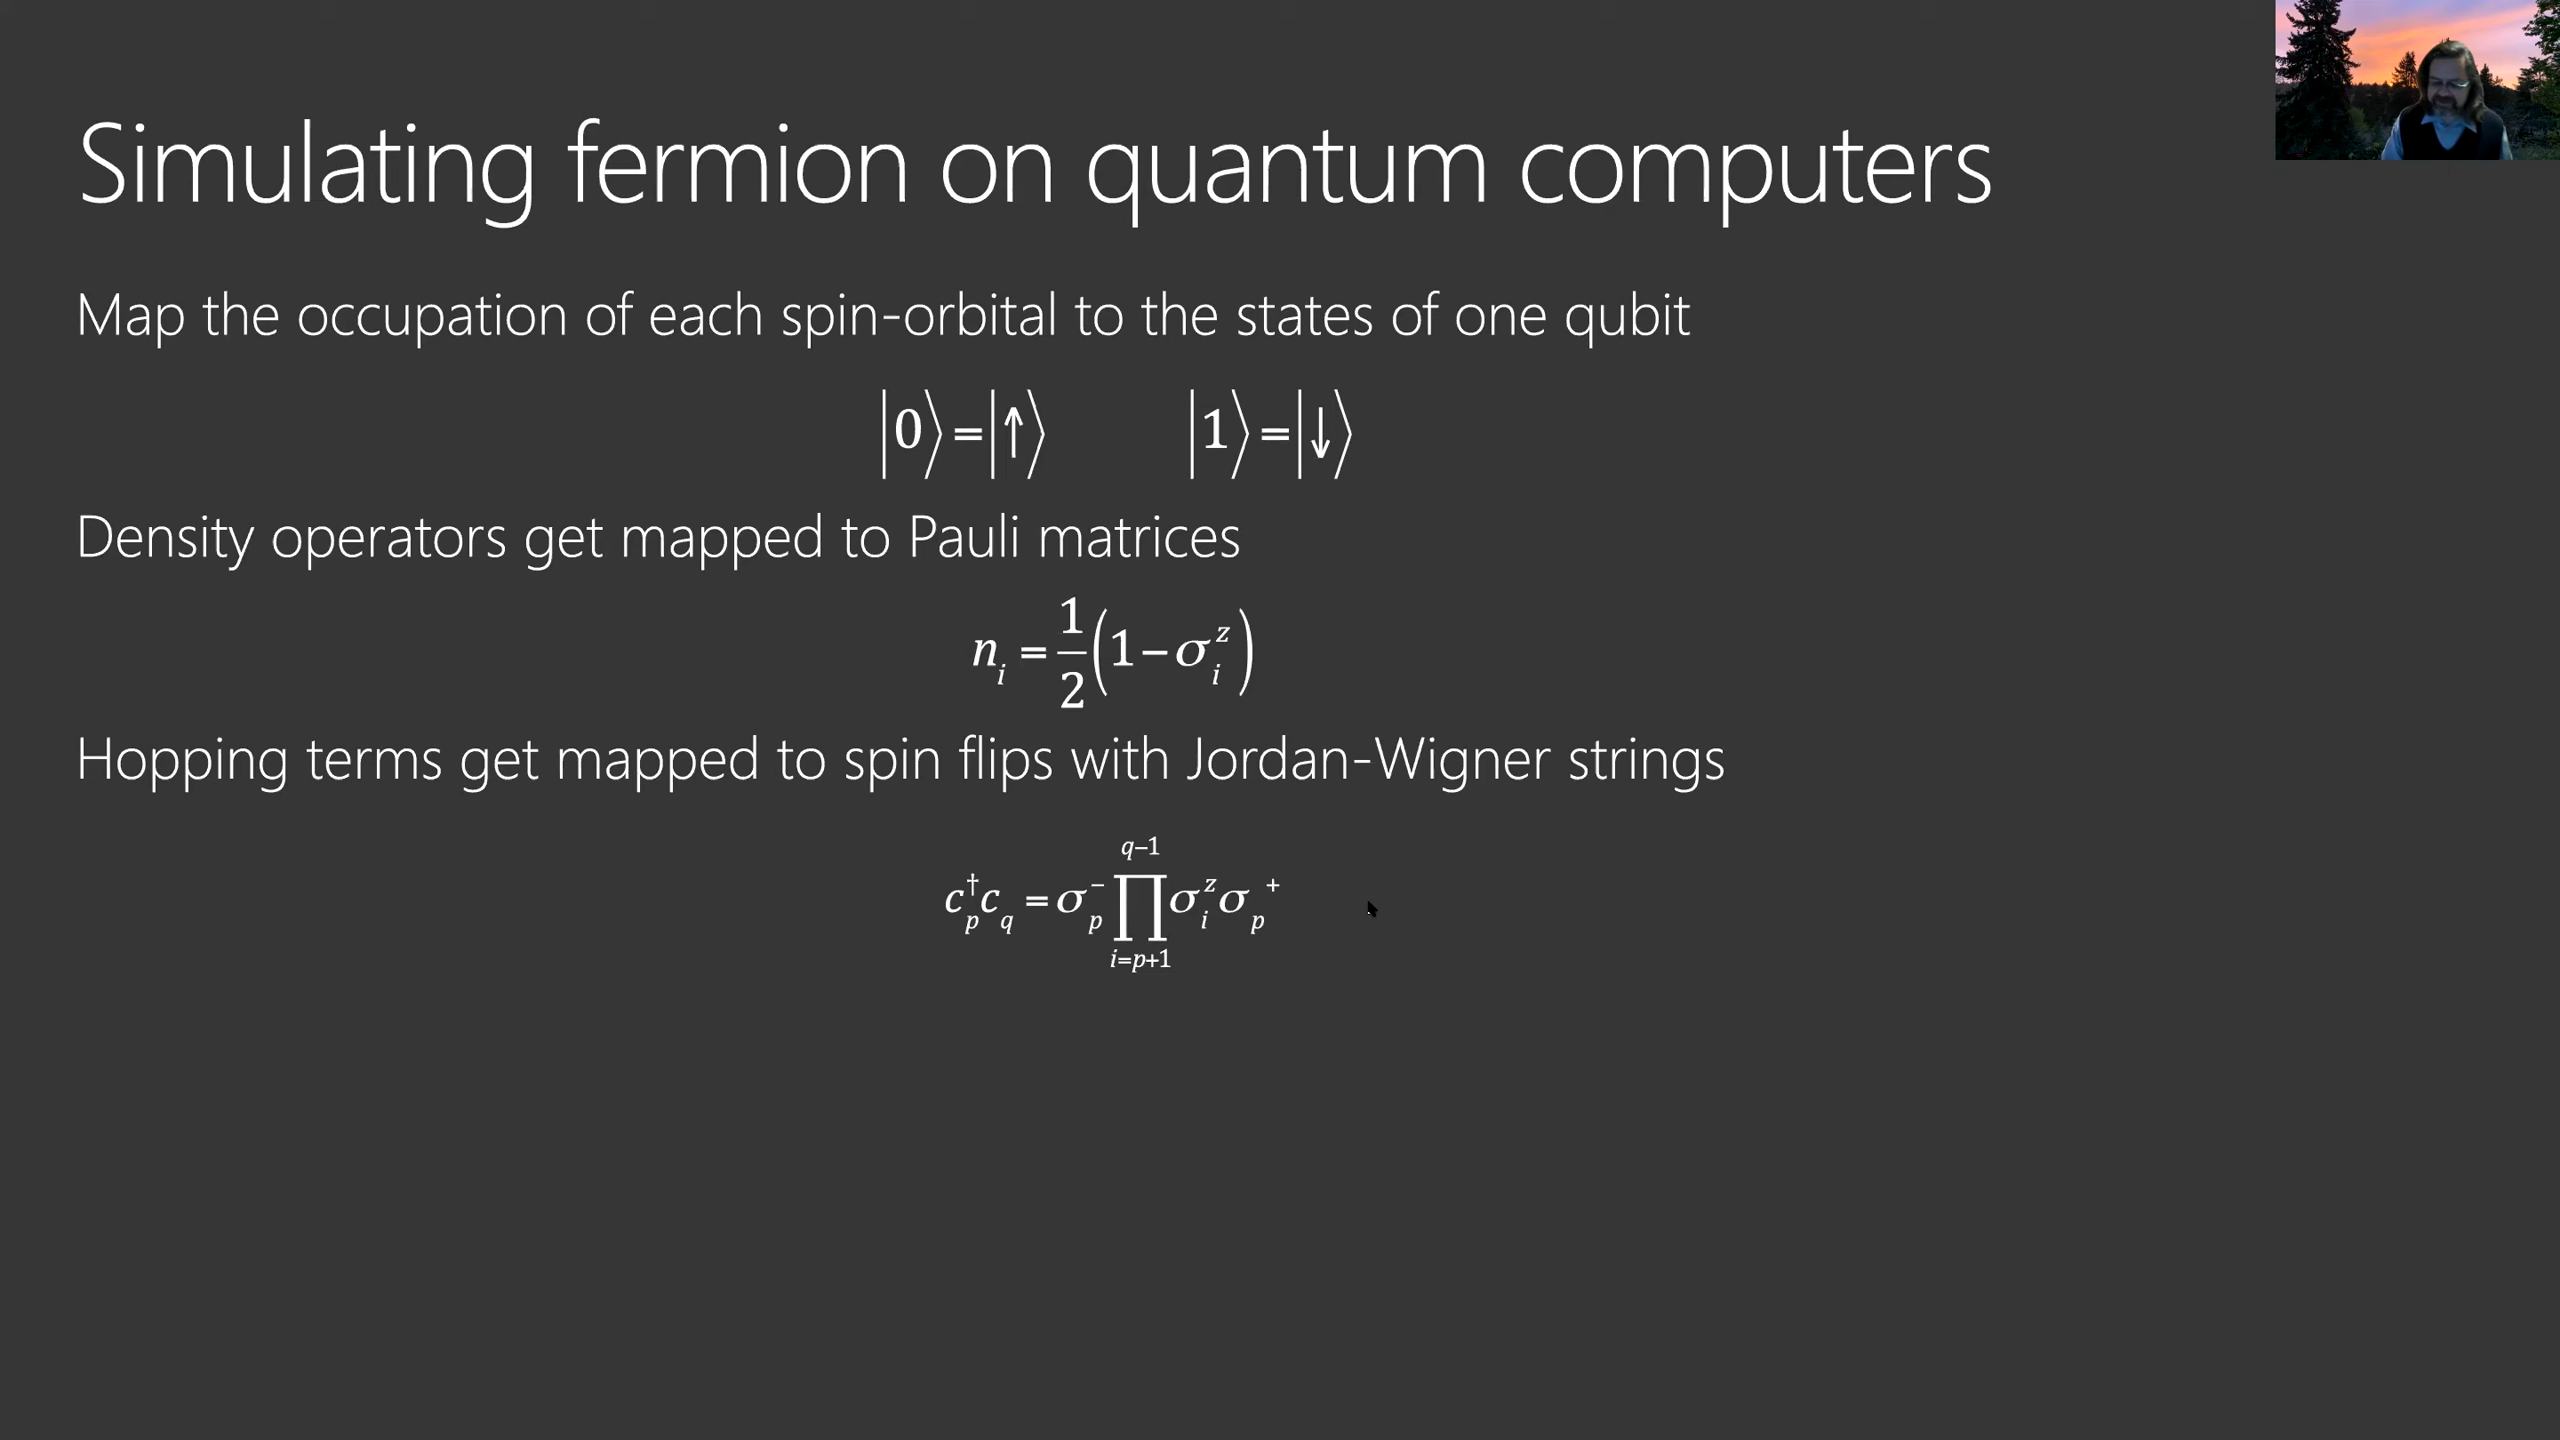 Simulating fermion on quantum computers
Map the occupation of each spin-orbital to the states of one qubit
|0⟩=|↑⟩ |1⟩=|↓⟩
Density operators get mapped to Pauli matrices
n_i = 1/2 (1−σ_i^z)
Hopping terms get mapped to spin flips with Jordan-Wigner strings
c_p^† c_q = σ_p^− ∏_{i=p+1}^{q−1} σ_i^z σ_p^+